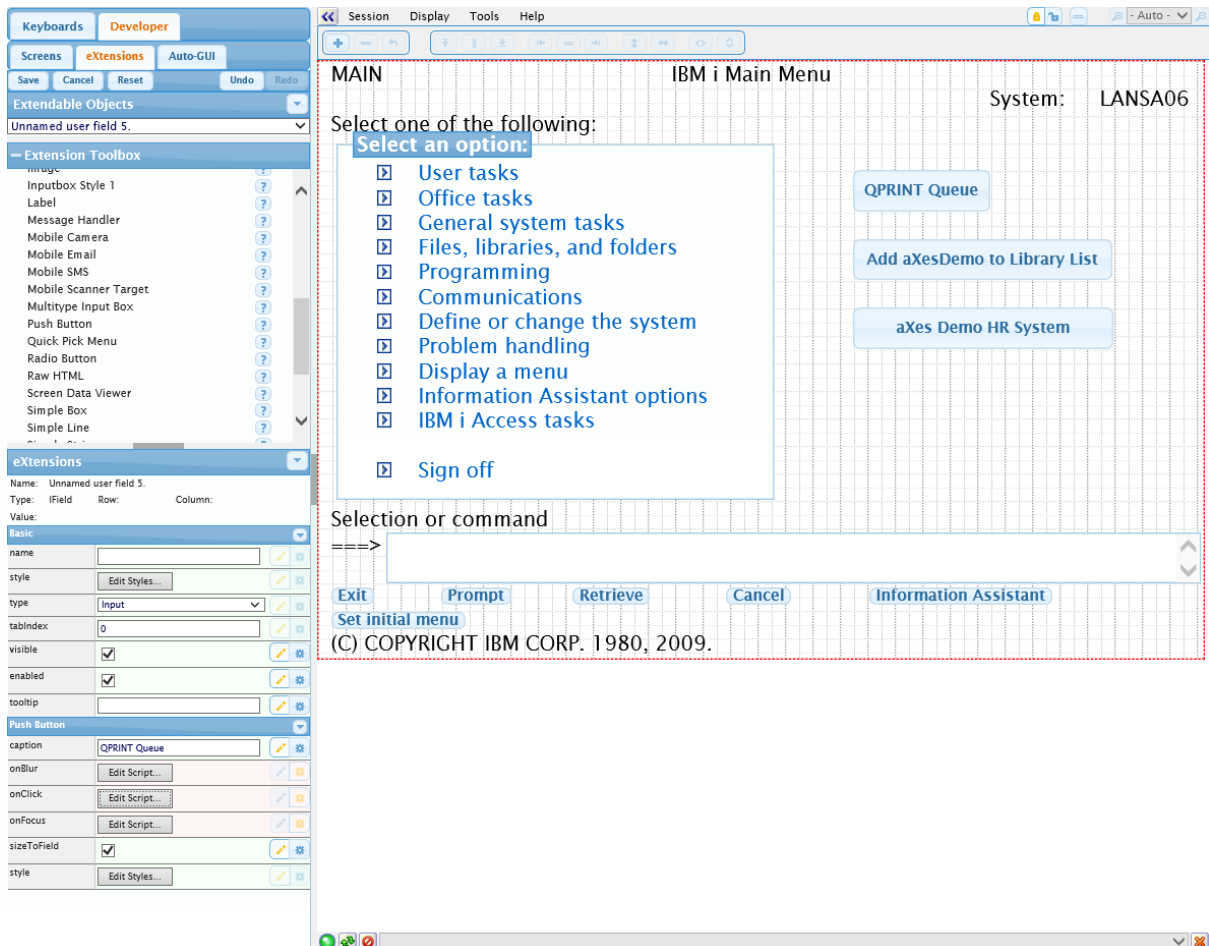 Keyboards Developer
Screens eXtensions Auto-GUI
Save Cancel Reset Undo Redo
Extendable Objects
Unnamed user field 5.
Extension Toolbox
Inputbox Style 1 ?
Label ?
Message Handler ?
Mobile Camera ?
Mobile Email ?
Mobile SMS ?
Mobile Scanner Target ?
Multitype Input Box ?
Push Button ?
Quick Pick Menu ?
Radio Button ?
Raw HTML ?
Screen Data Viewer ?
Simple Box ?
Simple Line ?
eXtensions
Name: Unnamed user field 5.
Type: IField Row: Column:
Value:
Basic
name
style Edit Styles...
type Input
tabIndex 0
visible
enabled
tooltip
Push Button
caption QPRINT Queue
onBlur Edit Script...
onClick Edit Script...
onFocus Edit Script...
sizeToField
style Edit Styles...
Session Display Tools Help
- Auto -
MAIN IBM i Main Menu
System: LANSA06
Select one of the following:
Select an option:
User tasks
Office tasks
General system tasks
Files, libraries, and folders
Programming
Communications
Define or change the system
Problem handling
Display a menu
Information Assistant options
IBM i Access tasks
Sign off
QPRINT Queue
Add aXesDemo to Library List
aXes Demo HR System
Selection or command
===>
Exit Prompt Retrieve Cancel Information Assistant
Set initial menu
(C) COPYRIGHT IBM CORP. 1980, 2009.